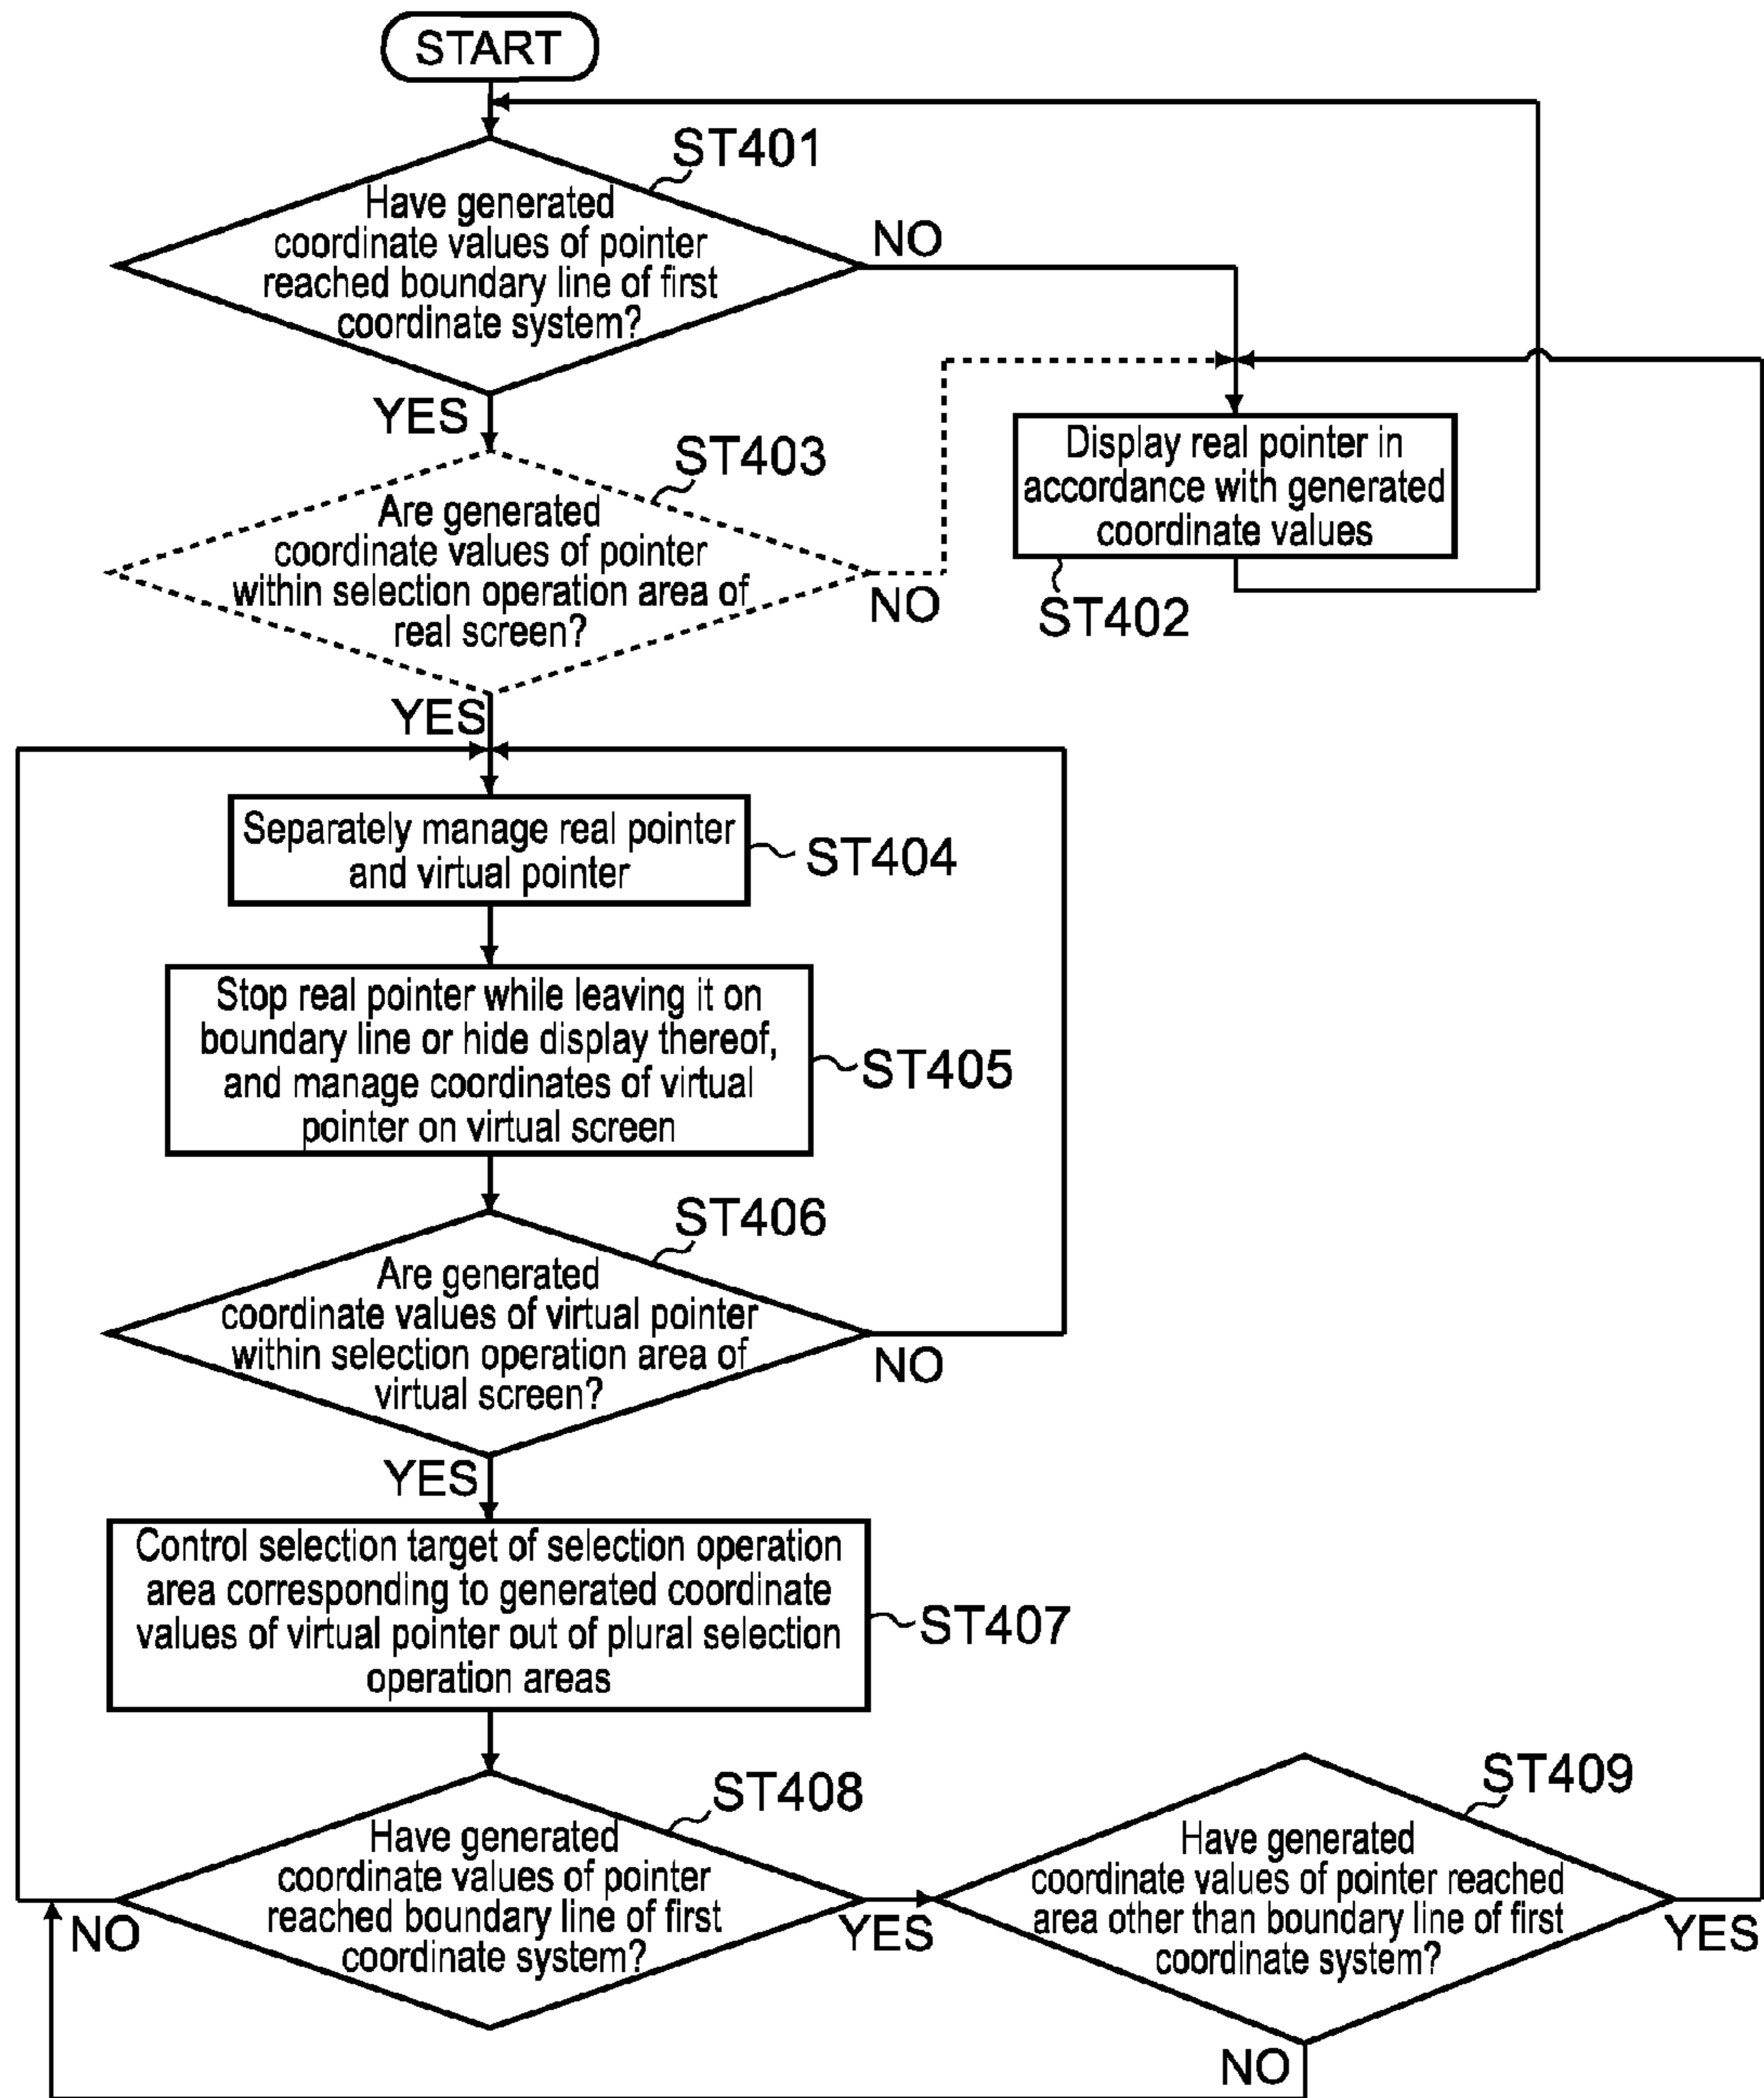 START
ST401
Have generated
coordinate values of pointer
reached boundary line of first
coordinate system?
NO
YES
ST403
Are generated
coordinate values of pointer
within selection operation area of
real screen?
NO
YES
Display real pointer in
accordance with generated
coordinate values
ST402
Separately manage real pointer
and virtual pointer
ST404
Stop real pointer while leaving it on
boundary line or hide display thereof,
and manage coordinates of virtual
pointer on virtual screen
ST405
ST406
Are generated
coordinate values of virtual pointer
within selection operation area of
virtual screen?
NO
YES
Control selection target of selection operation
area corresponding to generated coordinate
values of virtual pointer out of plural selection
operation areas
ST407
ST408
Have generated
coordinate values of pointer
reached boundary line of first
coordinate system?
NO
YES
ST409
Have generated
coordinate values of pointer reached
area other than boundary line of first
coordinate system?
YES
NO